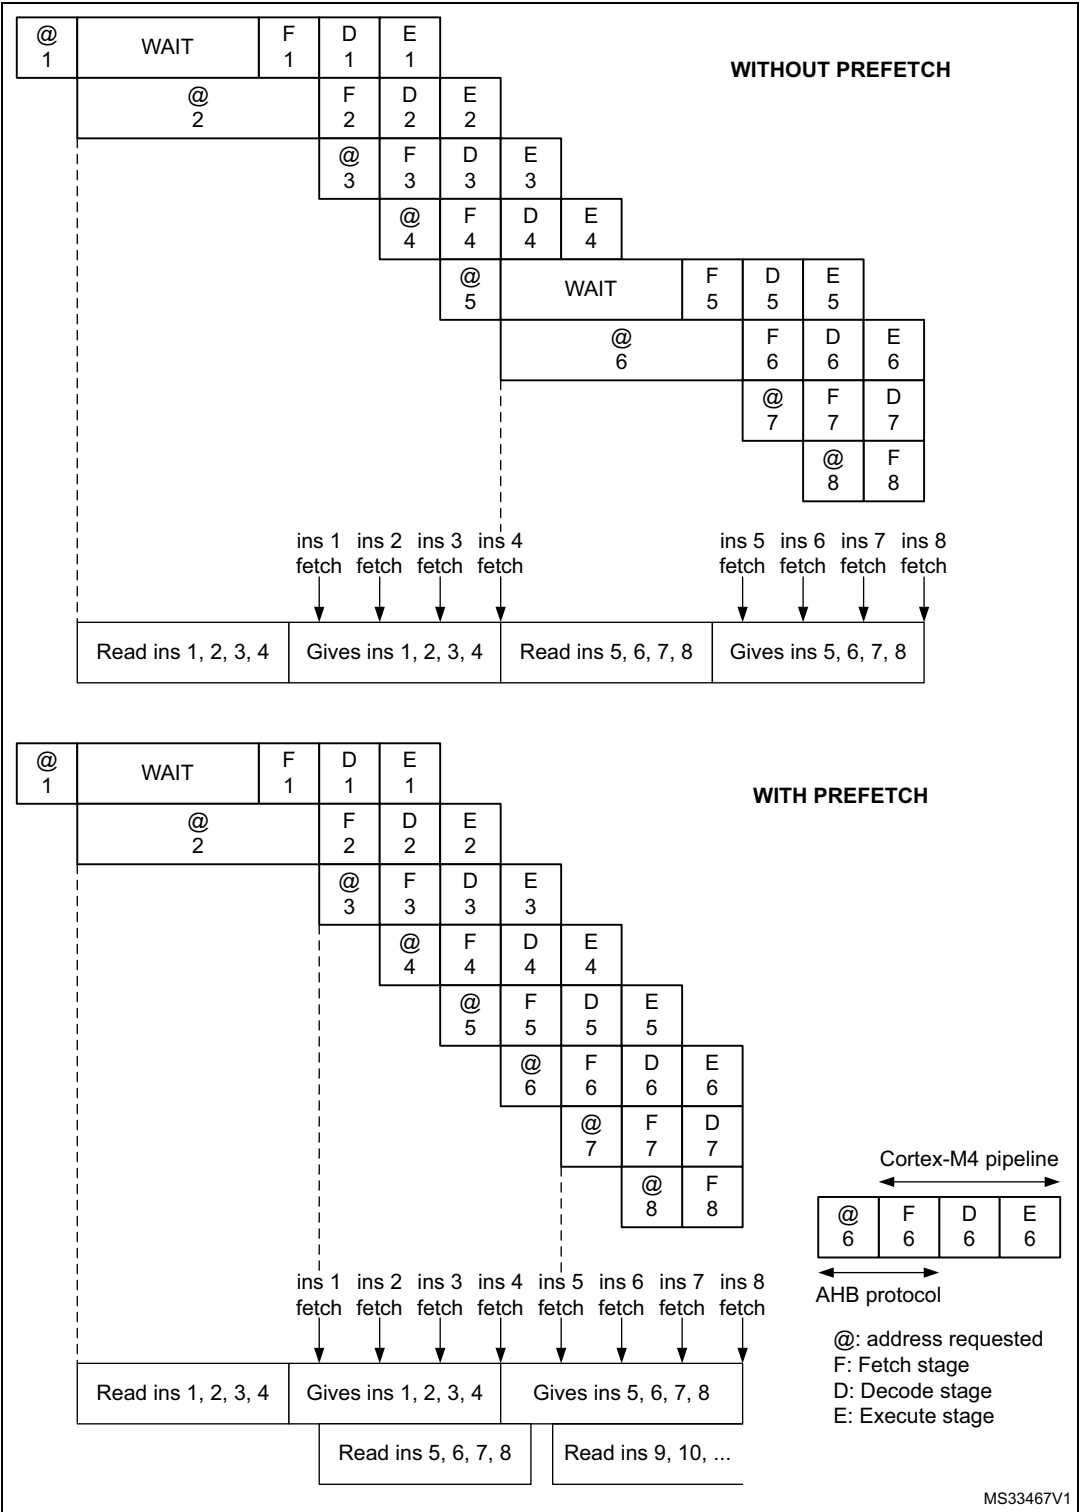 @ WAIT F D E
1 1 1 1
WITHOUT PREFETCH
@ F D E
2 2 2 2
@ F D E
3 3 3 3
@ F D E
4 4 4 4
@ WAIT F D E
5 5 5 5
@ F D E
6 6 6 6
@ F D
7 7 7
@ F
8 8
ins 1 ins 2 ins 3 ins 4 ins 5 ins 6 ins 7 ins 8
fetch fetch fetch fetch fetch fetch fetch fetch
Read ins 1, 2, 3, 4 Gives ins 1, 2, 3, 4 Read ins 5, 6, 7, 8 Gives ins 5, 6, 7, 8
@ WAIT F D E
1 1 1 1
WITH PREFETCH
@ F D E
2 2 2 2
@ F D E
3 3 3 3
@ F D E
4 4 4 4
@ F D E
5 5 5 5
@ F D E
6 6 6 6
@ F D
7 7 7
@ F
8 8
Cortex-M4 pipeline
@ F D E
6 6 6 6
AHB protocol
ins 1 ins 2 ins 3 ins 4 ins 5 ins 6 ins 7 ins 8
fetch fetch fetch fetch fetch fetch fetch fetch
@: address requested
F: Fetch stage
D: Decode stage
E: Execute stage
Read ins 1, 2, 3, 4 Gives ins 1, 2, 3, 4 Gives ins 5, 6, 7, 8
Read ins 5, 6, 7, 8 Read ins 9, 10, ...
MS33467V1